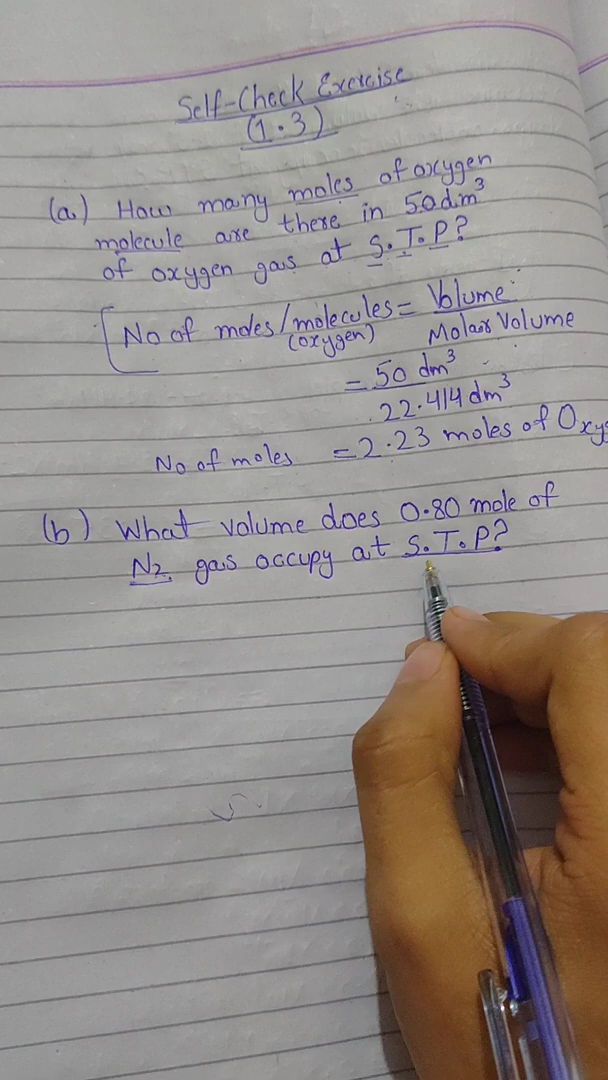 Self-Check Exercise
(1.3)
(a) How many moles of oxygen
molecule are there in 50dm³
of oxygen gas at S.T.P?
No of moles/molecules = Volume
(oxygen) Molar Volume
= 50 dm³
22.414 dm³
No of moles = 2.23 moles of Oxy
(b) What volume does 0.80 mole of
N₂ gas occupy at S.T.P?